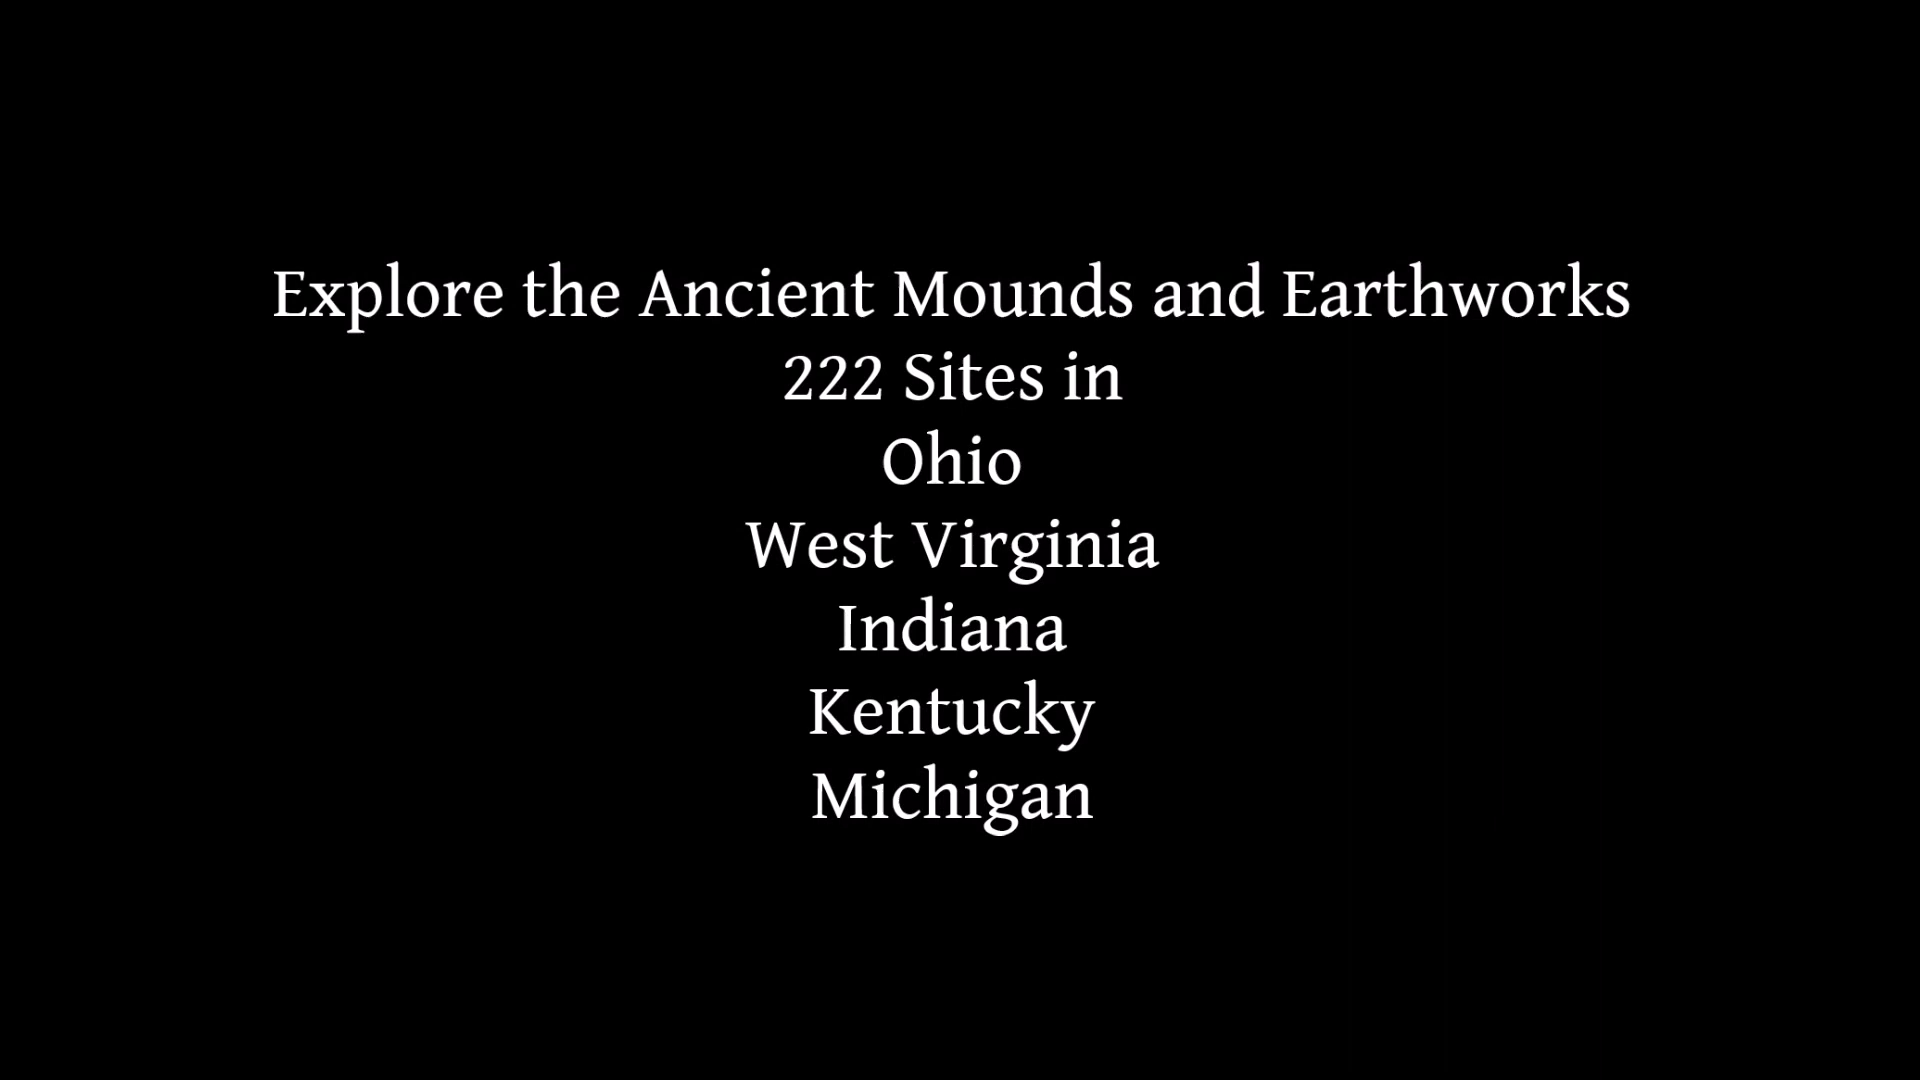 Explore the Ancient Mounds and Earthworks
222 Sites in
Ohio
West Virginia
Indiana
Kentucky
Michigan